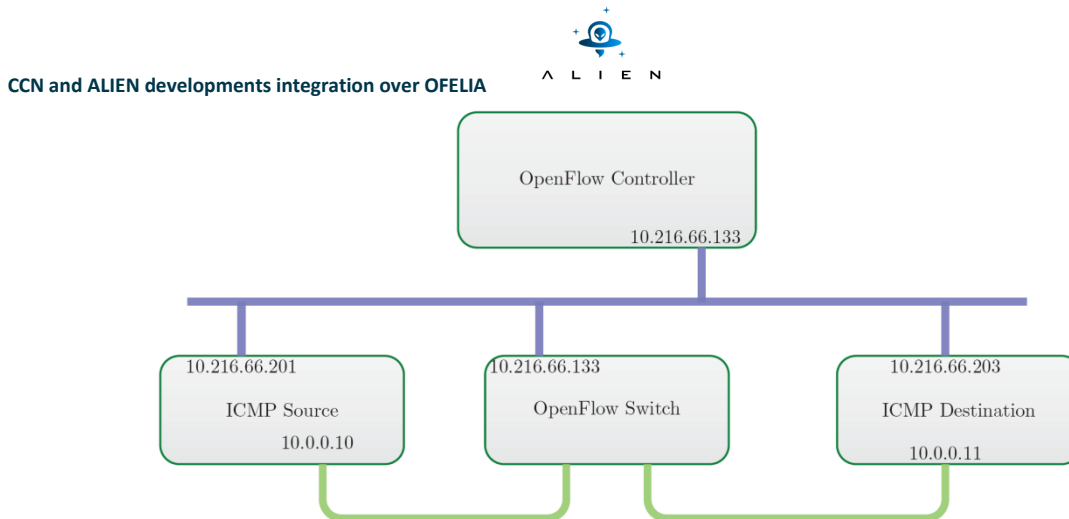 ALIEN
CCN and ALIEN developments integration over OFELIA
OpenFlow Controller
10.216.66.133
10.216.66.201
10.216.66.133
10.216.66.203
ICMP Source
OpenFlow Switch
ICMP Destination
10.0.0.10
10.0.0.11